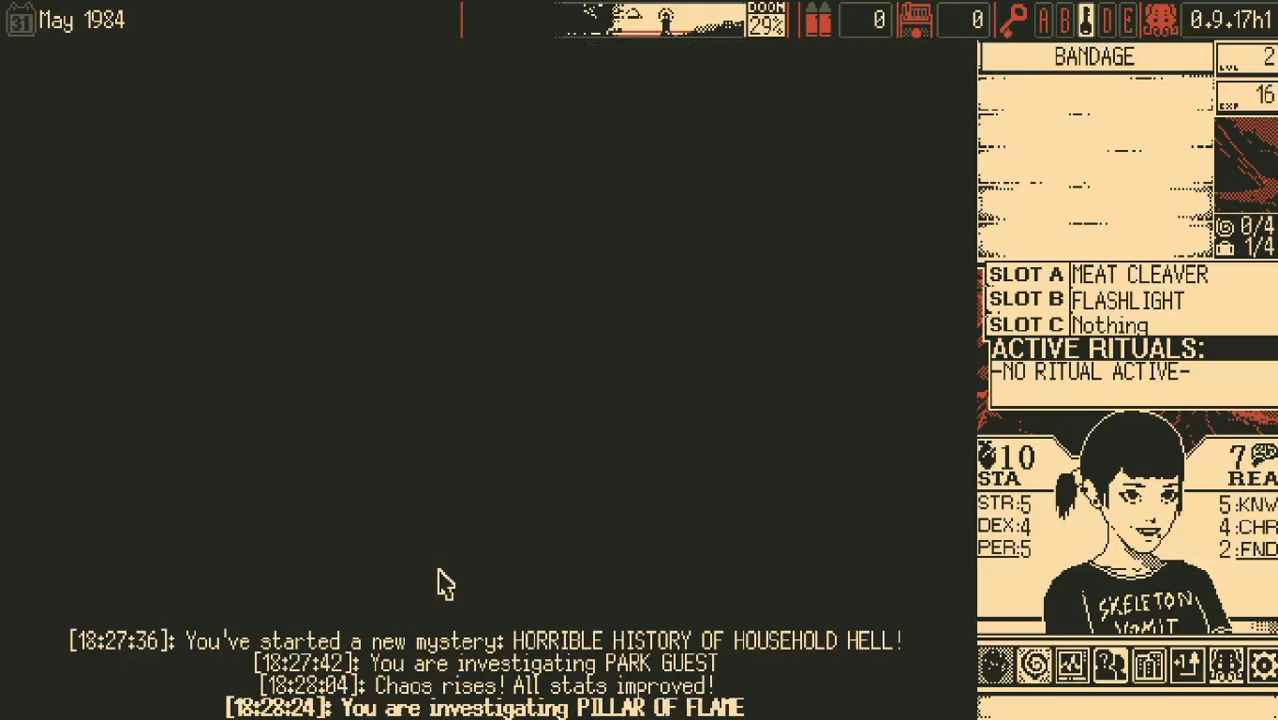 31 May 1984
DOOM
29%
0
0
A B D E
0.9.17h1
BANDAGE
LVL 2
EXP 16
0/4
1/4
SLOT A MEAT CLEAVER
SLOT B FLASHLIGHT
SLOT C Nothing
ACTIVE RITUALS:
-NO RITUAL ACTIVE-
10 7
STA REA
STR:5 5:KNW
DEX:4 4:CHR
PER:5 2:FND
SKELETON
VOMIT
[18:27:36]: You've started a new mystery: HORRIBLE HISTORY OF HOUSEHOLD HELL!
[18:27:42]: You are investigating PARK GUEST
[18:28:04]: Chaos rises! All stats improved!
[18:28:24]: You are investigating PILLAR OF FLAME